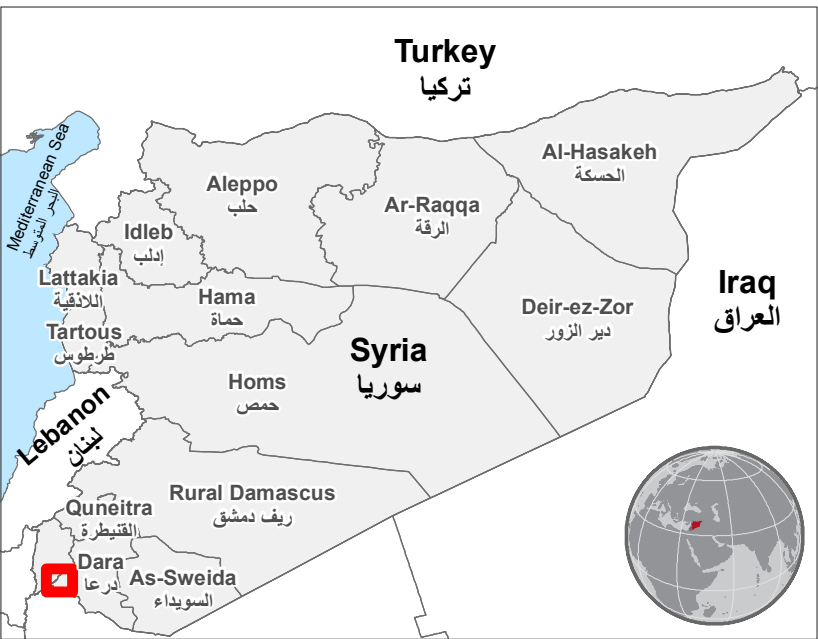 Turkey
تركيا
Mediterranean Sea
البحر المتوسط
Al-Hasakeh
الحسكة
Aleppo
حلب
Ar-Raqqa
الرقة
Idleb
إدلب
Lattakia
اللاذقية
Hama
حماة
Deir-ez-Zor
دير الزور
Iraq
العراق
Tartous
طرطوس
Syria
سوريا
Homs
حمص
Lebanon
لبنان
Rural Damascus
ريف دمشق
Quneitra
القنيطرة
Dara
درعا
As-Sweida
السويداء